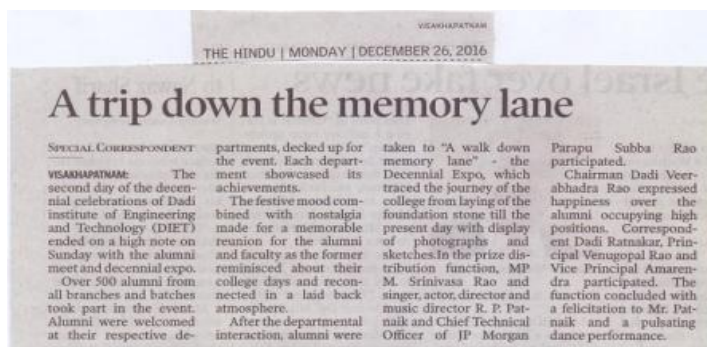 VISAKHAPATNAM
THE HINDU | MONDAY | DECEMBER 26, 2016
A trip down the memory lane
SPECIAL CORRESPONDENT
VISAKHAPATNAM: The
second day of the decen-
nial celebrations of Dadi
institute of Engineering
and Technology (DIET)
ended on a high note on
Sunday with the alumni
meet and decennial expo.
Over 500 alumni from
all branches and batches
took part in the event.
Alumni were welcomed
at their respective de-
partments, decked up for
the event. Each depart-
ment showcased its
achievements.
The festive mood com-
bined with nostalgia
made for a memorable
reunion for the alumni
and faculty as the former
reminisced about their
college days and recon-
nected in a laid back
atmosphere.
After the departmental
interaction, alumni were
taken to "A walk down
memory lane" - the
Decennial Expo, which
traced the journey of the
college from laying of the
foundation stone till the
present day with display
of photographs and
sketches.In the prize dis-
tribution function, MP
M. Srinivasa Rao and
singer, actor, director and
music director R. P. Pat-
naik and Chief Technical
Officer of JP Morgan
Parapu Subba Rao
participated.
Chairman Dadi Veer-
abhadra Rao expressed
happiness over the
alumni occupying high
positions. Correspond-
ent Dadi Ratnakar, Prin-
cipal Venugopal Rao and
Vice Principal Amaren-
dra participated. The
function concluded with
a felicitation to Mr. Pat-
naik and a pulsating
dance performance.